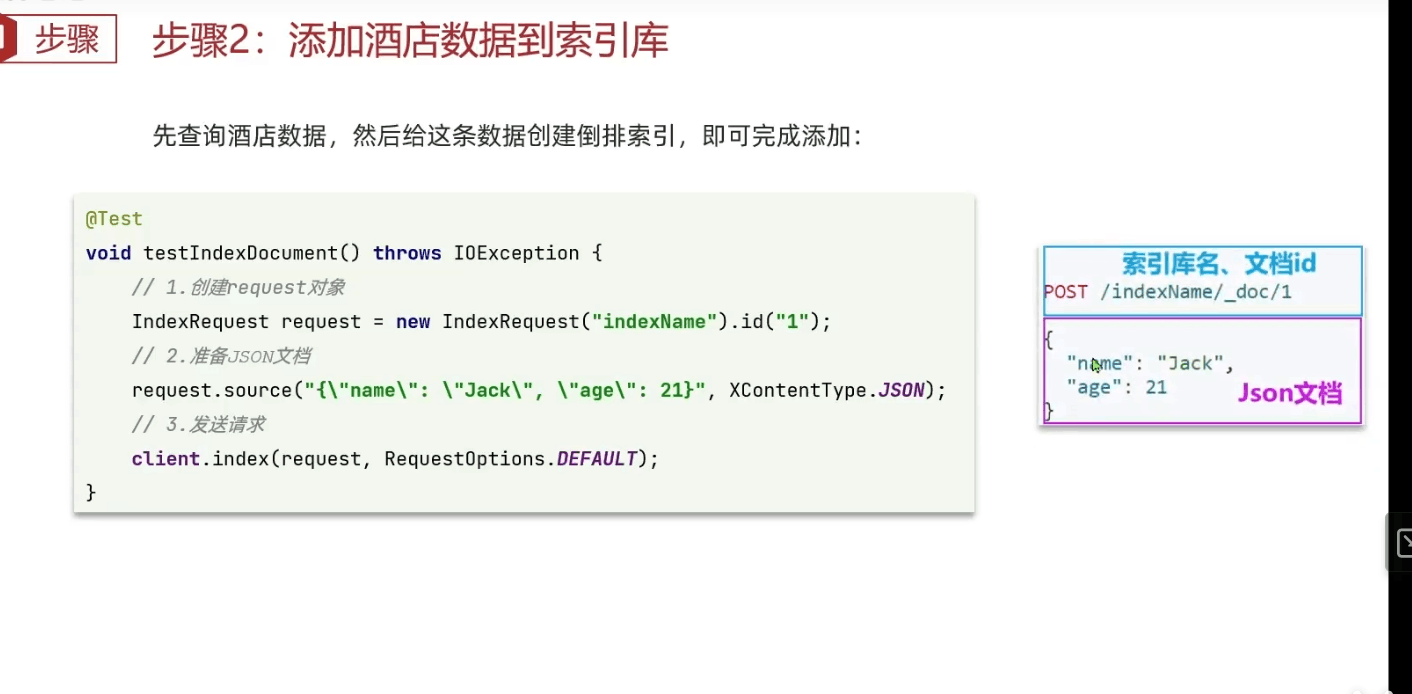 步骤
步骤2：添加酒店数据到索引库
先查询酒店数据，然后给这条数据创建倒排索引，即可完成添加：
@Test
void testIndexDocument() throws IOException {
// 1.创建request对象
IndexRequest request = new IndexRequest("indexName").id("1");
// 2.准备JSON文档
request.source("{\"name\": \"Jack\", \"age\": 21}", XContentType.JSON);
// 3.发送请求
client.index(request, RequestOptions.DEFAULT);
}
索引库名、文档id
POST /indexName/_doc/1
{
"name": "Jack",
"age": 21
Json文档
}